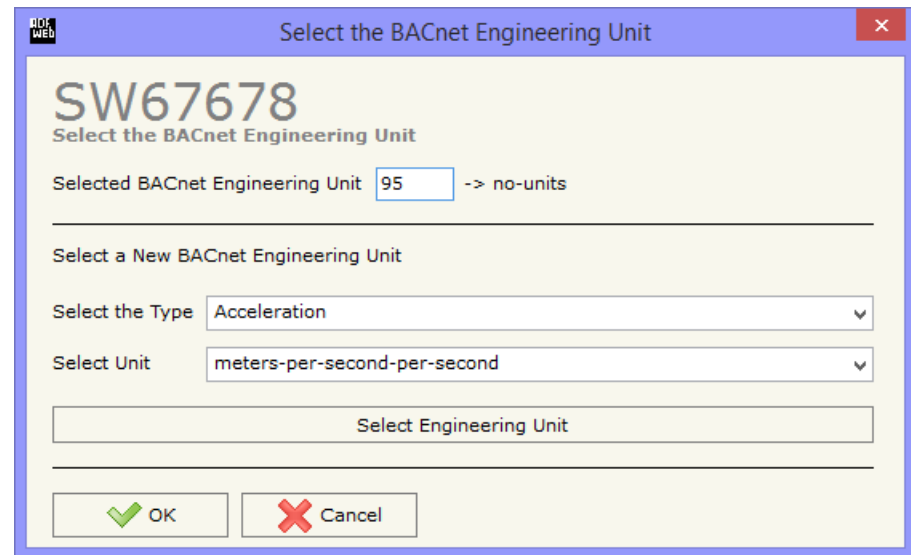 ADF
WEB
Select the BACnet Engineering Unit
SW67678
Select the BACnet Engineering Unit
Selected BACnet Engineering Unit 95 -> no-units
Select a New BACnet Engineering Unit
Select the Type Acceleration
Select Unit meters-per-second-per-second
Select Engineering Unit
OK Cancel